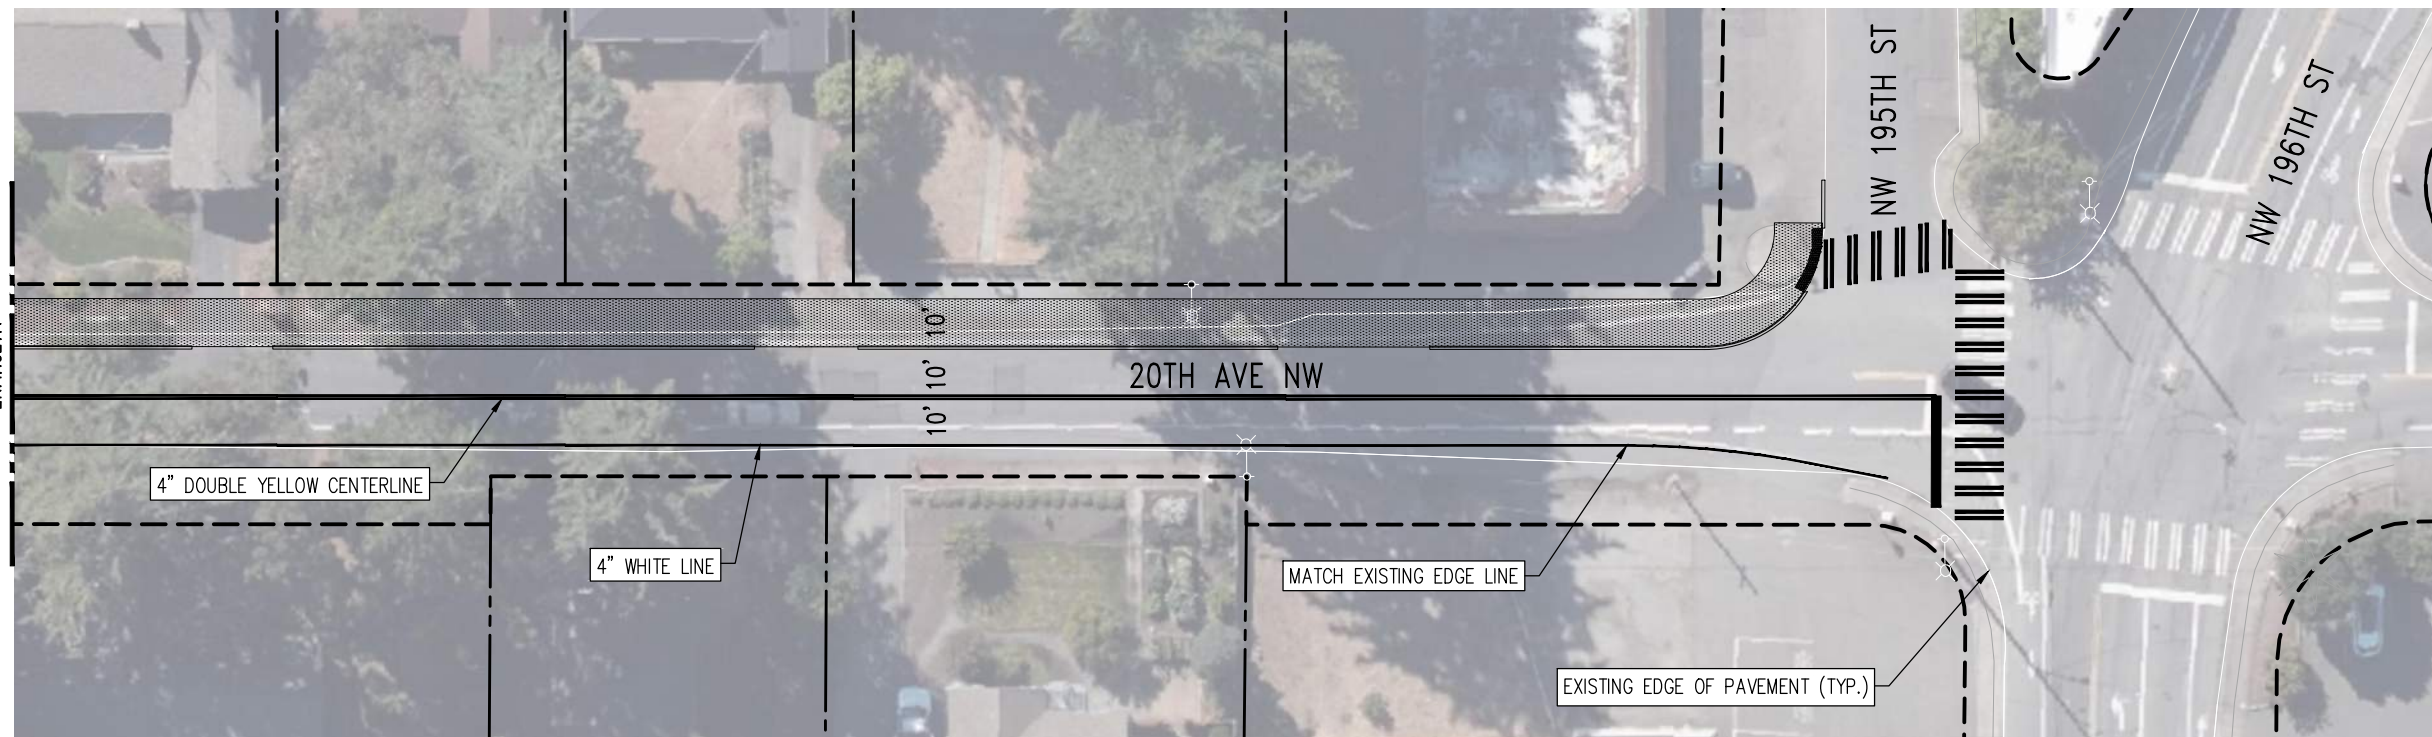 NW 195TH ST
NW 196TH ST
10'
10'
20TH AVE NW
10'
4" DOUBLE YELLOW CENTERLINE
4" WHITE LINE
MATCH EXISTING EDGE LINE
EXISTING EDGE OF PAVEMENT (TYP.)